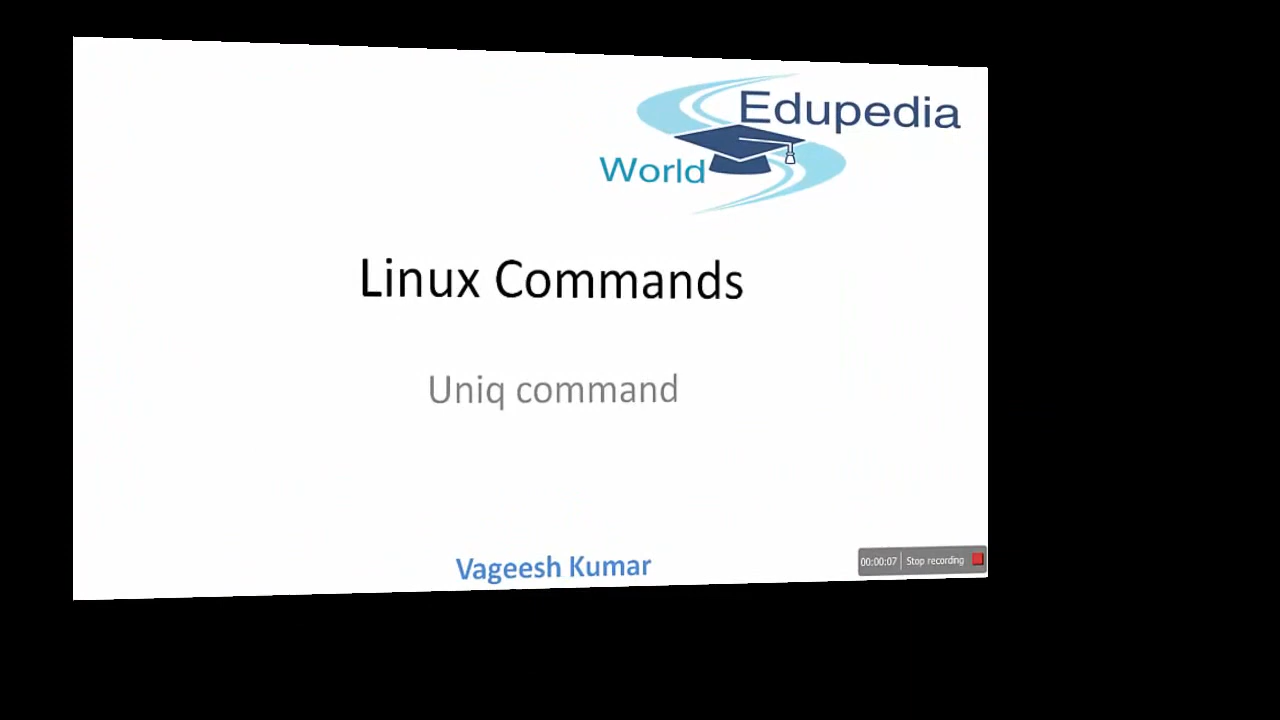 Edupedia
World
Linux Commands
Uniq command
Vageesh Kumar
00:00:07 Stop recording